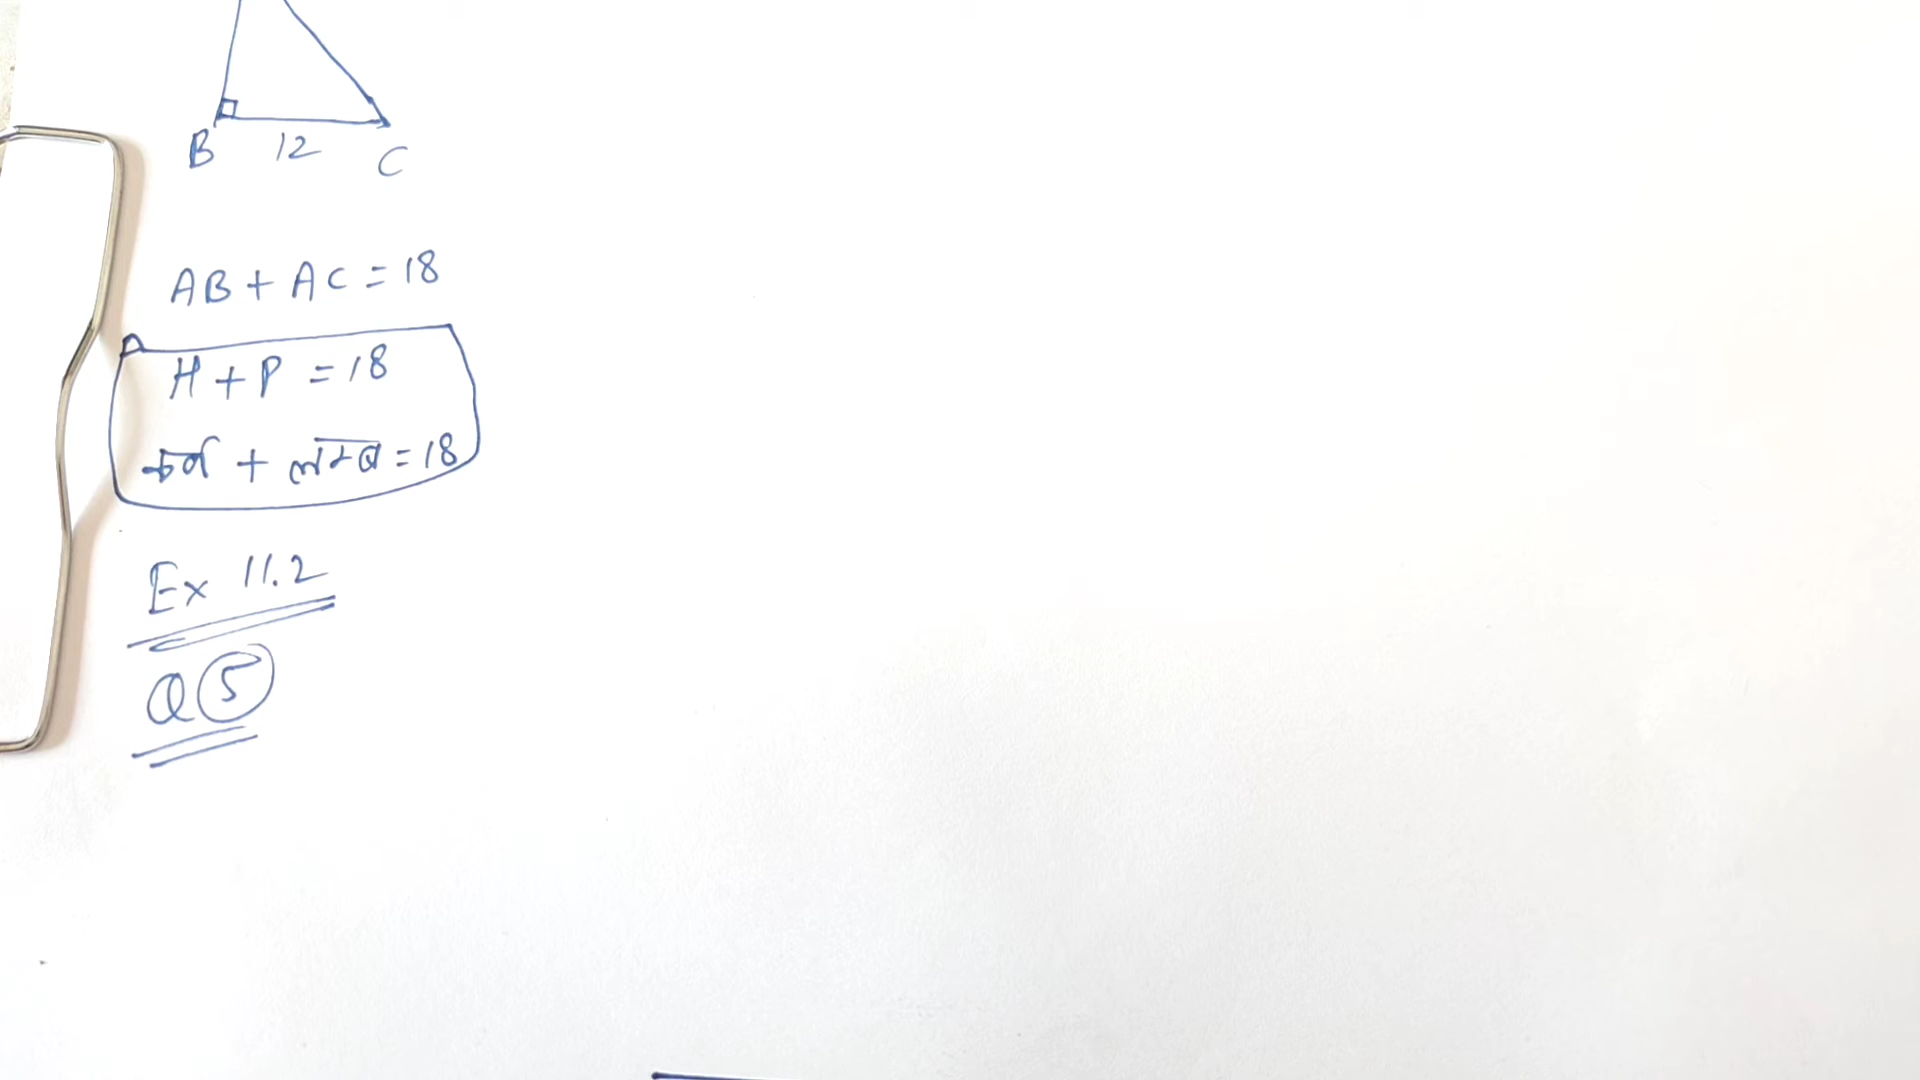 B 12 C
AB + AC = 18
H + P = 18
कर्ण + लम्ब = 18
Ex 11.2
Q 5